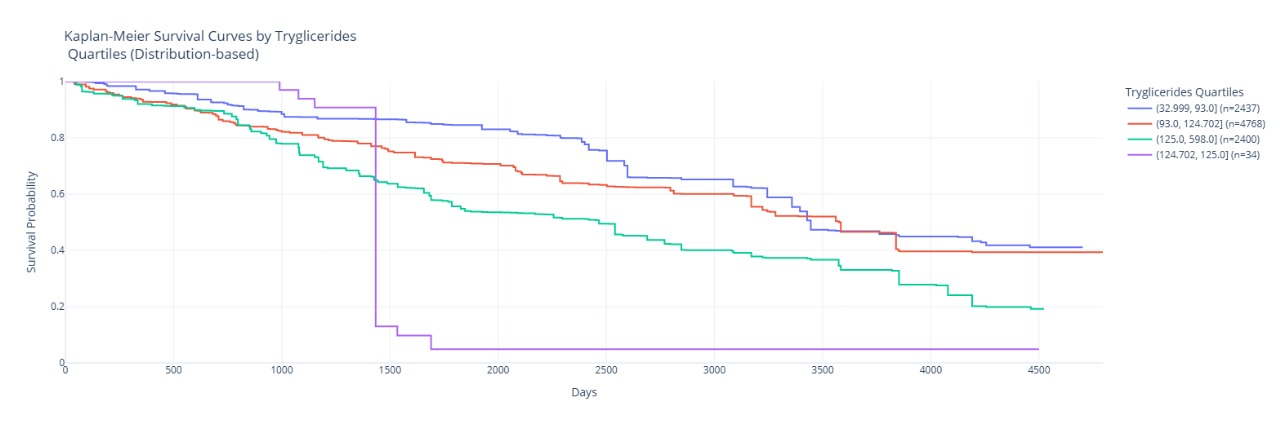 Kaplan-Meier Survival Curves by Tryglicerides
Quartiles (Distribution-based)
Tryglicerides Quartiles
(32.999, 93.0] (n=2437)
(93.0, 124.702] (n=4768)
(125.0, 598.0] (n=2400)
(124.702, 125.0] (n=34)
Survival Probability
1
0.8
0.6
0.4
0.2
0
0 500 1000 1500 2000 2500 3000 3500 4000 4500
Days